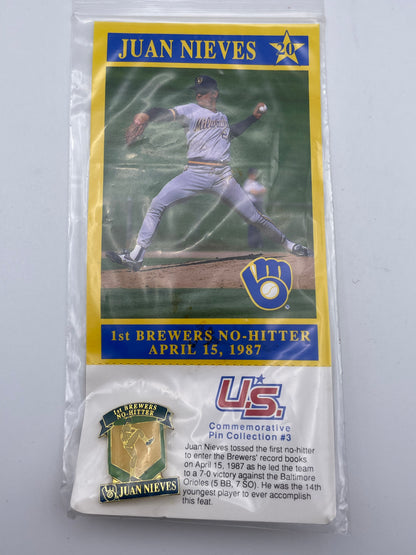 JUAN NIEVES
20
Milwaukee
1st BREWERS NO-HITTER
APRIL 15, 1987
U.S.
Commemorative
Pin Collection #3
Juan Nieves tossed the first no-hitter
to enter the Brewers' record books
on April 15, 1987 as he led the team
to a 7-0 victory against the Baltimore
Orioles (5 BB, 7 SO). He was the 14th
youngest player to ever accomplish
this feat.
1st BREWERS
NO-HITTER
JUAN NIEVES